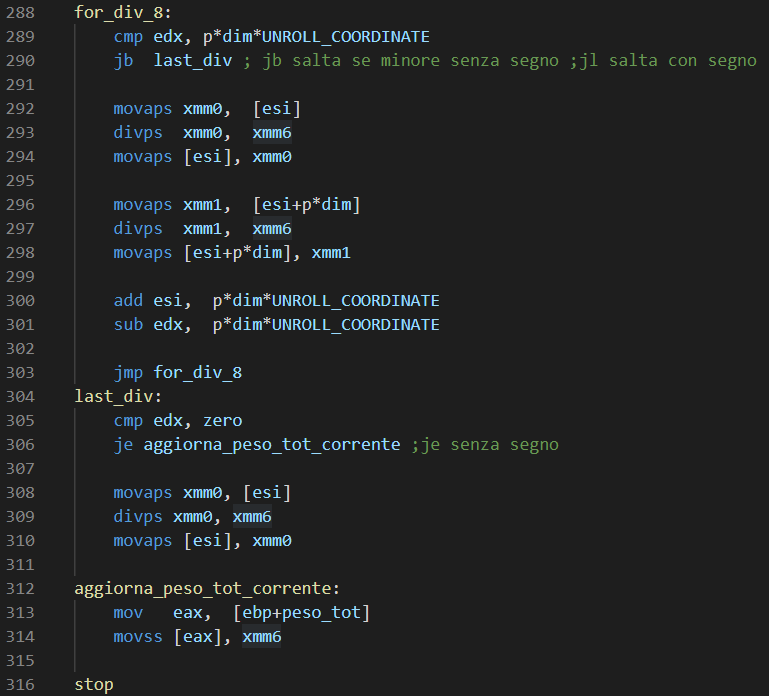 288 for_div_8:
289 cmp edx, p*dim*UNROLL_COORDINATE
290 jb last_div ; jb salta se minore senza segno ;jl salta con segno
291
292 movaps xmm0, [esi]
293 divps xmm0, xmm6
294 movaps [esi], xmm0
295
296 movaps xmm1, [esi+p*dim]
297 divps xmm1, xmm6
298 movaps [esi+p*dim], xmm1
299
300 add esi, p*dim*UNROLL_COORDINATE
301 sub edx, p*dim*UNROLL_COORDINATE
302
303 jmp for_div_8
304 last_div:
305 cmp edx, zero
306 je aggiorna_peso_tot_corrente ;je senza segno
307
308 movaps xmm0, [esi]
309 divps xmm0, xmm6
310 movaps [esi], xmm0
311
312 aggiorna_peso_tot_corrente:
313 mov eax, [ebp+peso_tot]
314 movss [eax], xmm6
315
316 stop